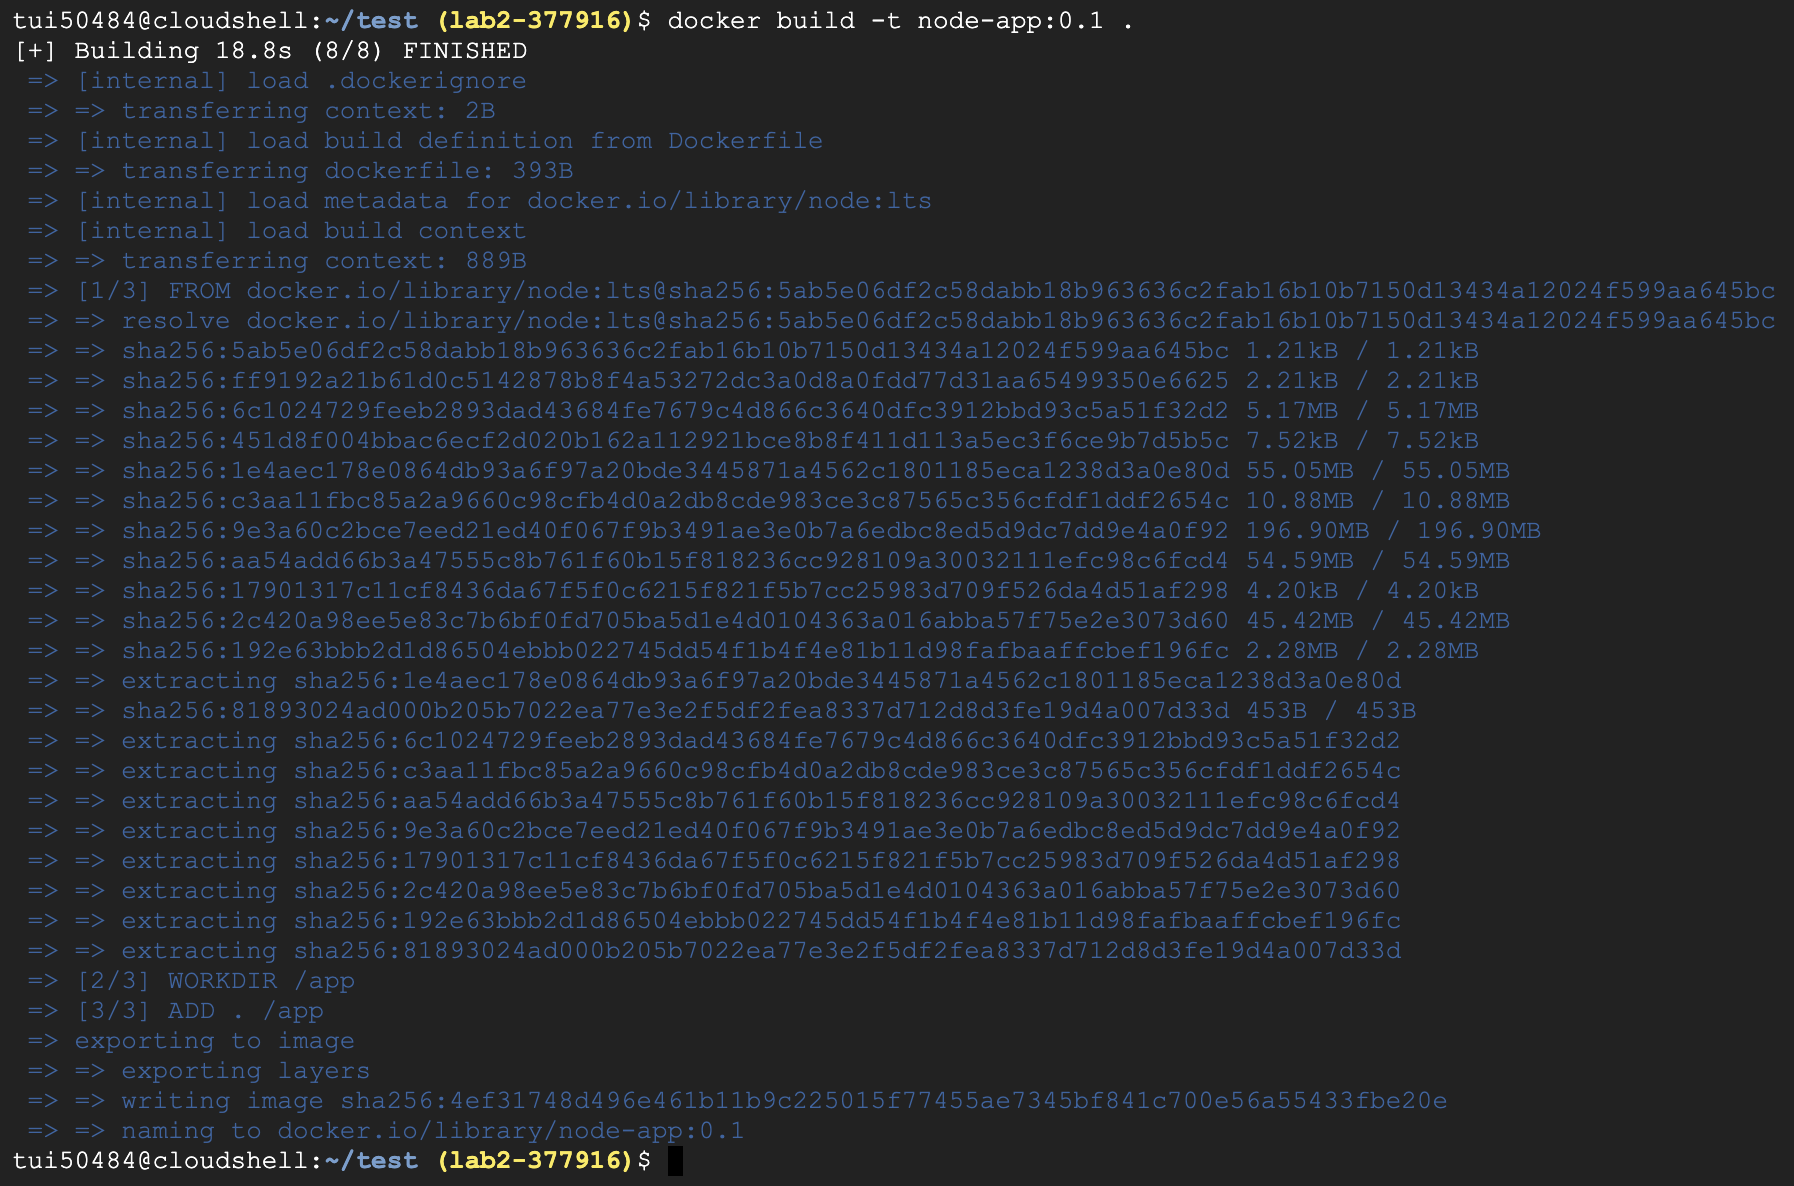 tui50484@cloudshell:~/test (lab2-377916)$ docker build -t node-app:0.1 .
[+] Building 18.8s (8/8) FINISHED
=> [internal] load .dockerignore
=> => transferring context: 2B
=> [internal] load build definition from Dockerfile
=> => transferring dockerfile: 393B
=> [internal] load metadata for docker.io/library/node:lts
=> [internal] load build context
=> => transferring context: 889B
=> [1/3] FROM docker.io/library/node:lts@sha256:5ab5e06df2c58dabb18b963636c2fab16b10b7150d13434a12024f599aa645bc
=> => resolve docker.io/library/node:lts@sha256:5ab5e06df2c58dabb18b963636c2fab16b10b7150d13434a12024f599aa645bc
=> => sha256:5ab5e06df2c58dabb18b963636c2fab16b10b7150d13434a12024f599aa645bc 1.21kB / 1.21kB
=> => sha256:ff9192a21b61d0c5142878b8f4a53272dc3a0d8a0fdd77d31aa65499350e6625 2.21kB / 2.21kB
=> => sha256:6c1024729feeb2893dad43684fe7679c4d866c3640dfc3912bbd93c5a51f32d2 5.17MB / 5.17MB
=> => sha256:451d8f004bbac6ecf2d020b162a112921bce8b8f411d113a5ec3f6ce9b7d5b5c 7.52kB / 7.52kB
=> => sha256:1e4aec178e0864db93a6f97a20bde3445871a4562c1801185eca1238d3a0e80d 55.05MB / 55.05MB
=> => sha256:c3aa11fbc85a2a9660c98cfb4d0a2db8cde983ce3c87565c356cfdf1ddf2654c 10.88MB / 10.88MB
=> => sha256:9e3a60c2bce7eed21ed40f067f9b3491ae3e0b7a6edbc8ed5d9dc7dd9e4a0f92 196.90MB / 196.90MB
=> => sha256:aa54add66b3a47555c8b761f60b15f818236cc928109a30032111efc98c6fcd4 54.59MB / 54.59MB
=> => sha256:17901317c11cf8436da67f5f0c6215f821f5b7cc25983d709f526da4d51af298 4.20kB / 4.20kB
=> => sha256:2c420a98ee5e83c7b6bf0fd705ba5d1e4d0104363a016abba57f75e2e3073d60 45.42MB / 45.42MB
=> => sha256:192e63bbb2d1d86504ebbb022745dd54f1b4f4e81b11d98fafbaaffcbef196fc 2.28MB / 2.28MB
=> => extracting sha256:1e4aec178e0864db93a6f97a20bde3445871a4562c1801185eca1238d3a0e80d
=> => sha256:81893024ad000b205b7022ea77e3e2f5df2fea8337d712d8d3fe19d4a007d33d 453B / 453B
=> => extracting sha256:6c1024729feeb2893dad43684fe7679c4d866c3640dfc3912bbd93c5a51f32d2
=> => extracting sha256:c3aa11fbc85a2a9660c98cfb4d0a2db8cde983ce3c87565c356cfdf1ddf2654c
=> => extracting sha256:aa54add66b3a47555c8b761f60b15f818236cc928109a30032111efc98c6fcd4
=> => extracting sha256:9e3a60c2bce7eed21ed40f067f9b3491ae3e0b7a6edbc8ed5d9dc7dd9e4a0f92
=> => extracting sha256:17901317c11cf8436da67f5f0c6215f821f5b7cc25983d709f526da4d51af298
=> => extracting sha256:2c420a98ee5e83c7b6bf0fd705ba5d1e4d0104363a016abba57f75e2e3073d60
=> => extracting sha256:192e63bbb2d1d86504ebbb022745dd54f1b4f4e81b11d98fafbaaffcbef196fc
=> => extracting sha256:81893024ad000b205b7022ea77e3e2f5df2fea8337d712d8d3fe19d4a007d33d
=> [2/3] WORKDIR /app
=> [3/3] ADD . /app
=> exporting to image
=> => exporting layers
=> => writing image sha256:4ef31748d496e461b11b9c225015f77455ae7345bf841c700e56a55433fbe20e
=> => naming to docker.io/library/node-app:0.1
tui50484@cloudshell:~/test (lab2-377916)$